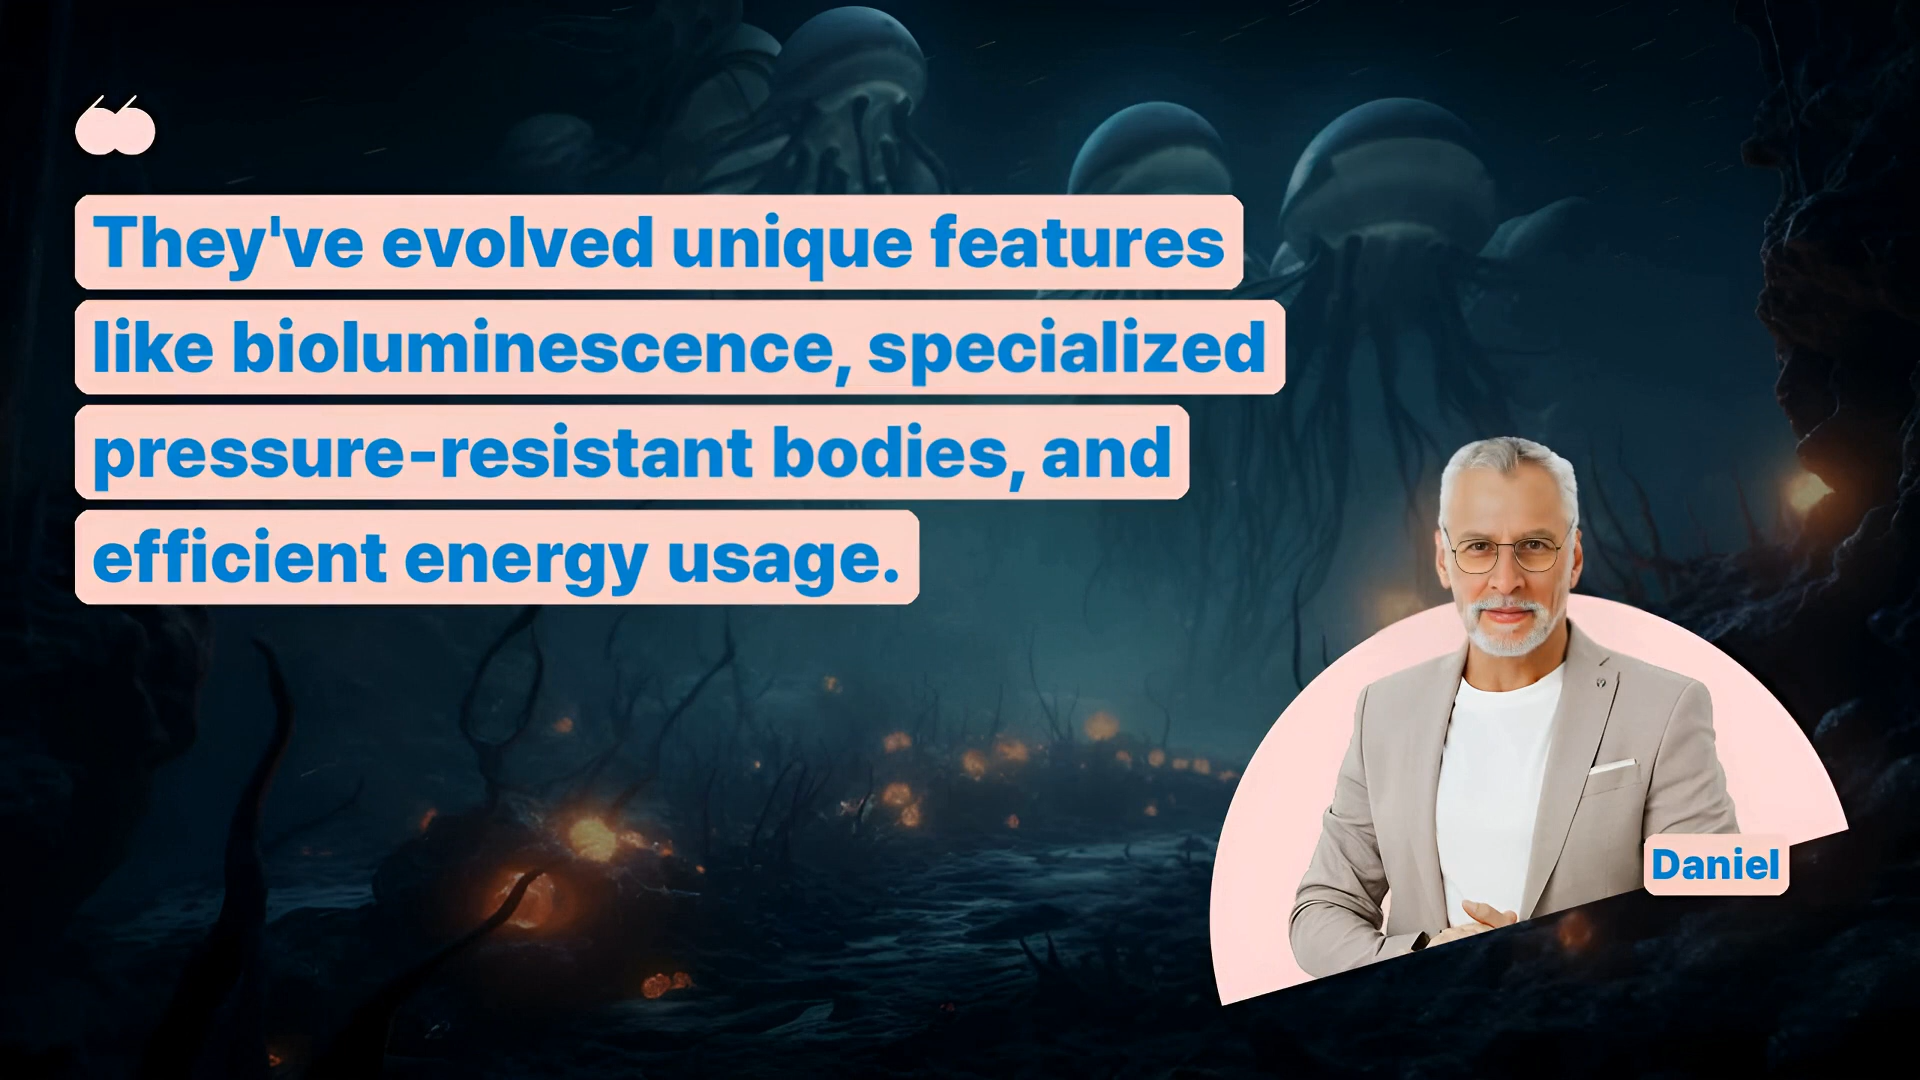 They've evolved unique features
like bioluminescence, specialized
pressure-resistant bodies, and
efficient energy usage.
Daniel